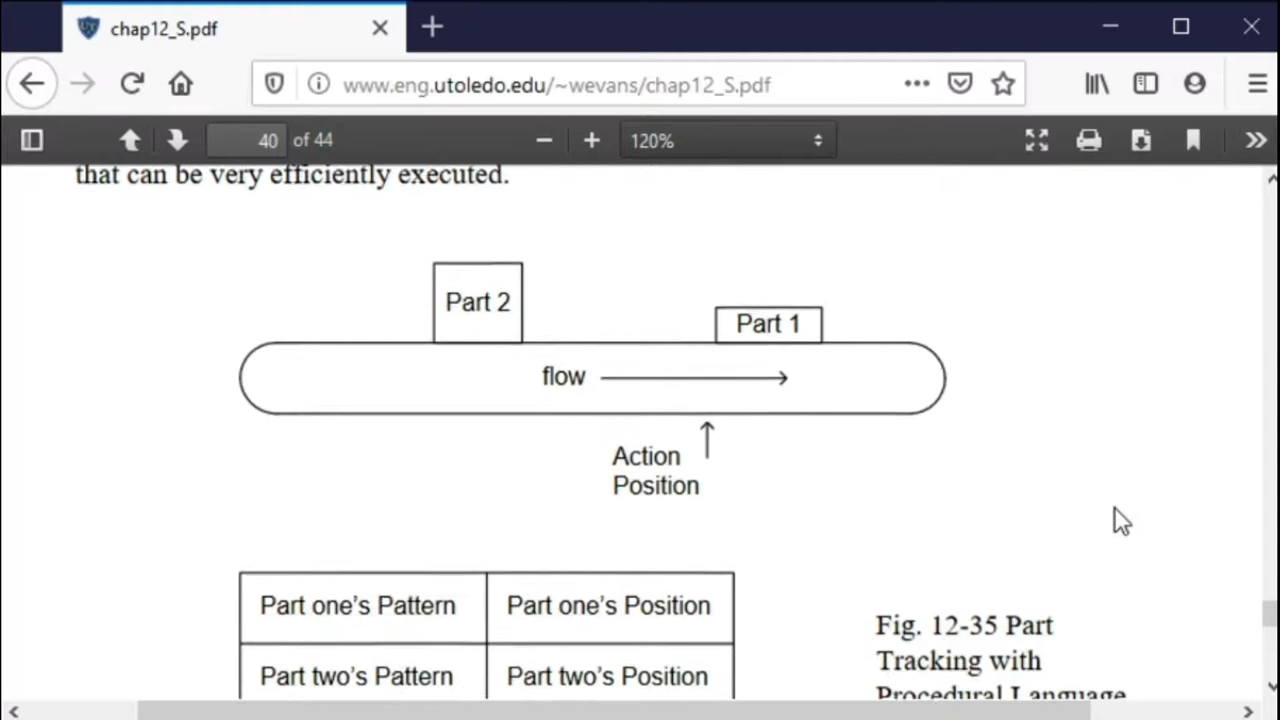 chap12_S.pdf
www.eng.utoledo.edu/~wevans/chap12_S.pdf
40 of 44
120%
that can be very efficiently executed.
Part 2
Part 1
flow
Action
Position
Part one's Pattern Part one's Position
Part two's Pattern Part two's Position
Fig. 12-35 Part
Tracking with
Procedural Language